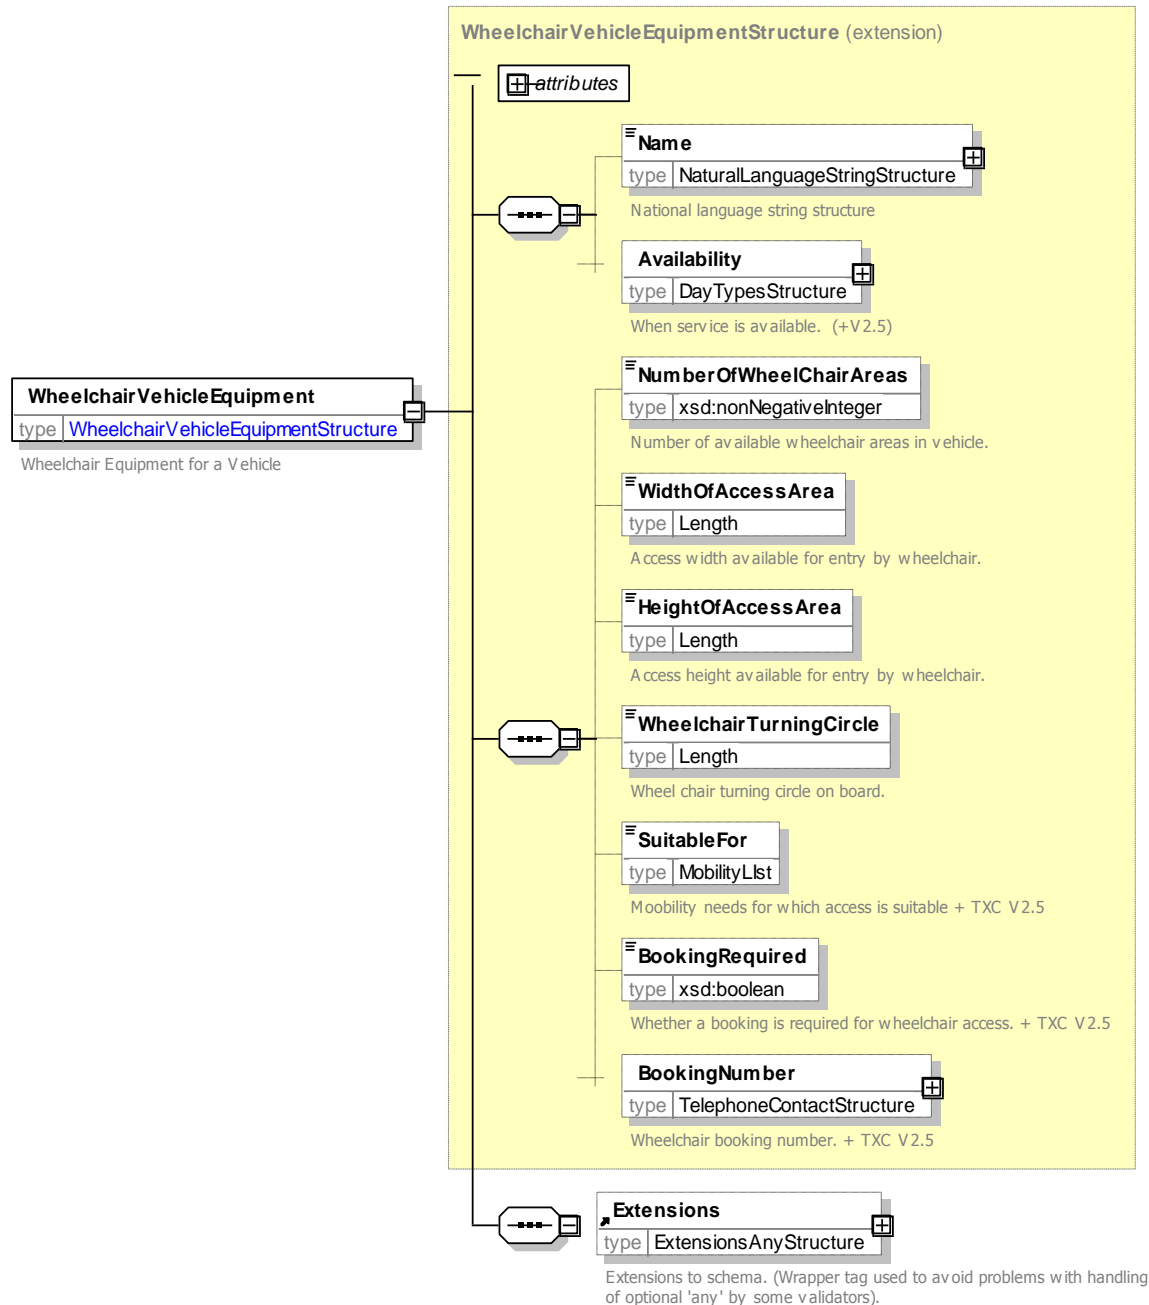 WheelchairVehicleEquipmentStructure (extension)
attributes
Name
type NaturalLanguageStringStructure
National language string structure
Availability
type DayTypesStructure
When service is available. (+V2.5)
WheelchairVehicleEquipment
type WheelchairVehicleEquipmentStructure
Wheelchair Equipment for a Vehicle
NumberOfWheelChairAreas
type xsd:nonNegativeInteger
Number of available wheelchair areas in vehicle.
WidthOfAccessArea
type Length
Access width available for entry by wheelchair.
HeightOfAccessArea
type Length
Access height available for entry by wheelchair.
WheelchairTurningCircle
type Length
Wheel chair turning circle on board.
SuitableFor
type MobilityLIst
Moobility needs for which access is suitable + TXC V2.5
BookingRequired
type xsd:boolean
Whether a booking is required for wheelchair access. + TXC V2.5
BookingNumber
type TelephoneContactStructure
Wheelchair booking number. + TXC V2.5
Extensions
type ExtensionsAnyStructure
Extensions to schema. (Wrapper tag used to avoid problems with handling
of optional 'any' by some validators).